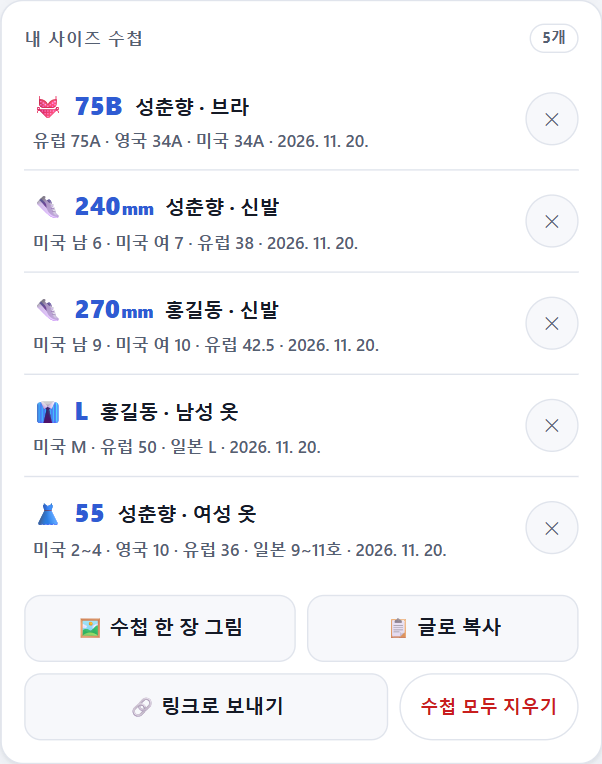 내 사이즈 수첩
5개
75B 성춘향 · 브라
유럽 75A · 영국 34A · 미국 34A · 2026. 11. 20.
240mm 성춘향 · 신발
미국 남 6 · 미국 여 7 · 유럽 38 · 2026. 11. 20.
270mm 홍길동 · 신발
미국 남 9 · 미국 여 10 · 유럽 42.5 · 2026. 11. 20.
L 홍길동 · 남성 옷
미국 M · 유럽 50 · 일본 L · 2026. 11. 20.
55 성춘향 · 여성 옷
미국 2~4 · 영국 10 · 유럽 36 · 일본 9~11호 · 2026. 11. 20.
수첩 한 장 그림
글로 복사
링크로 보내기
수첩 모두 지우기